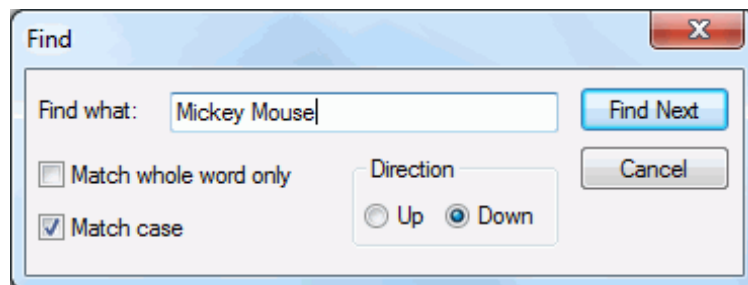 Find
Find what: Mickey Mouse
Find Next
Match whole word only
Direction
Cancel
Match case
Up
Down